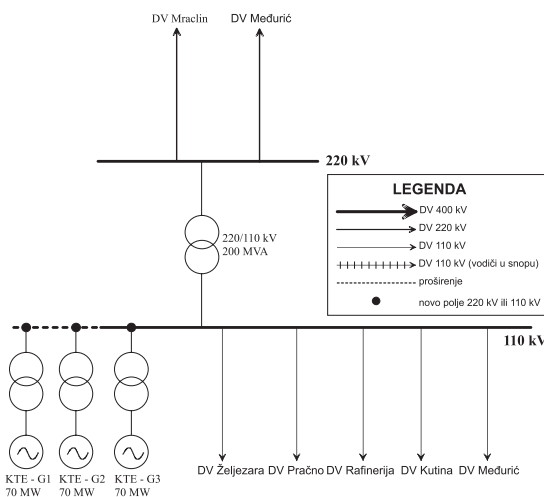 DV Mraclin
DV Međurić
220 kV
220/110 kV
200 MVA
LEGENDA
DV 400 kV
DV 220 kV
DV 110 kV
DV 110 kV (vodiči u snopu)
proširenje
novo polje 220 kV ili 110 kV
110 kV
KTE - G1
70 MW
KTE - G2
70 MW
KTE - G3
70 MW
DV Željezara
DV Pračno
DV Rafinerija
DV Kutina
DV Međurić